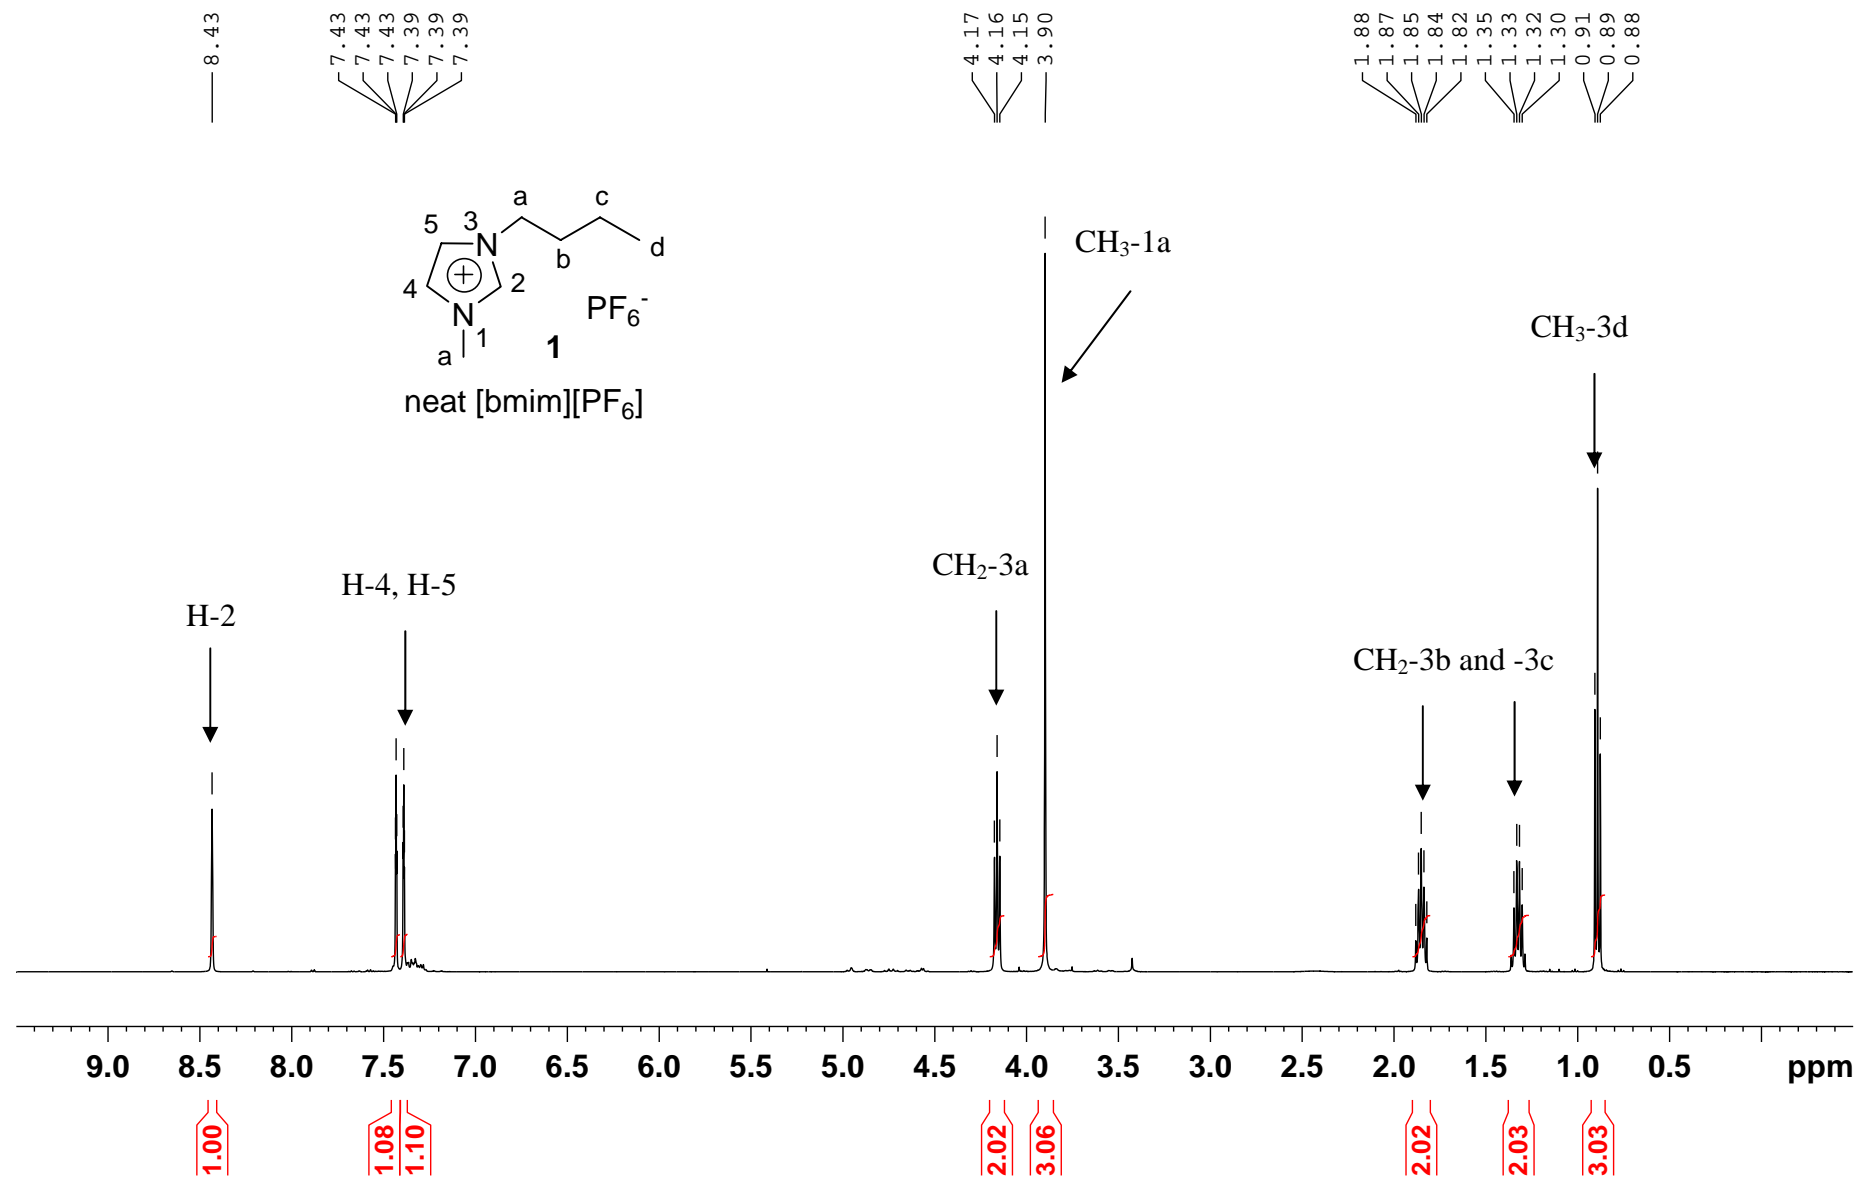 8.43
7.43
7.43
7.43
7.39
7.39
7.39
4.17
4.16
4.15
3.90
1.88
1.87
1.85
1.84
1.82
1.35
1.33
1.32
1.30
0.91
0.89
0.88
a
c
5
3
N
b
d
4
2
N
1
a
PF6-
1
neat [bmim][PF6]
CH3-1a
CH3-3d
CH2-3a
H-4, H-5
H-2
CH2-3b and -3c
9.0 8.5 8.0 7.5 7.0 6.5 6.0 5.5 5.0 4.5 4.0 3.5 3.0 2.5 2.0 1.5 1.0 0.5 ppm
1.00
1.08
1.10
2.02
3.06
2.02
2.03
3.03